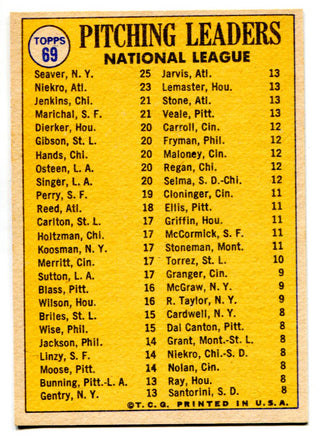 TOPPS
69
PITCHING LEADERS
NATIONAL LEAGUE
Seaver, N. Y. 25
Niekro, Atl. 23
Jenkins, Chi. 21
Marichal, S. F. 21
Dierker, Hou. 20
Gibson, St. L. 20
Hands, Chi. 20
Osteen, L. A. 20
Singer, L. A. 20
Perry, S. F. 19
Reed, Atl. 18
Carlton, St. L. 17
Holtzman, Chi. 17
Koosman, N. Y. 17
Merritt, Cin. 17
Sutton, L. A. 17
Blass, Pitt. 16
Wilson, Hou. 16
Briles, St. L. 15
Wise, Phil. 15
Jackson, Phil. 14
Linzy, S. F. 14
Moose, Pitt. 14
Bunning, Pitt.-L. A. 13
Gentry, N. Y. 13
Jarvis, Atl. 13
Lemaster, Hou. 13
Stone, Atl. 13
Veale, Pitt. 13
Carroll, Cin. 12
Fryman, Phil. 12
Maloney, Cin. 12
Regan, Chi. 12
Selma, S. D.-Chi. 12
Cloninger, Cin. 11
Ellis, Pitt. 11
Griffin, Hou. 11
McCormick, S. F. 11
Stoneman, Mont. 11
Torrez, St. L. 10
Granger, Cin. 9
McGraw, N. Y. 9
R. Taylor, N. Y. 9
Cardwell, N. Y. 8
Dal Canton, Pitt. 8
Grant, Mont.-St. L. 8
Niekro, Chi.-S. D. 8
Nolan, Cin. 8
Ray, Hou. 8
Santorini, S. D. 8
©T.C.G. PRINTED IN U.S.A.